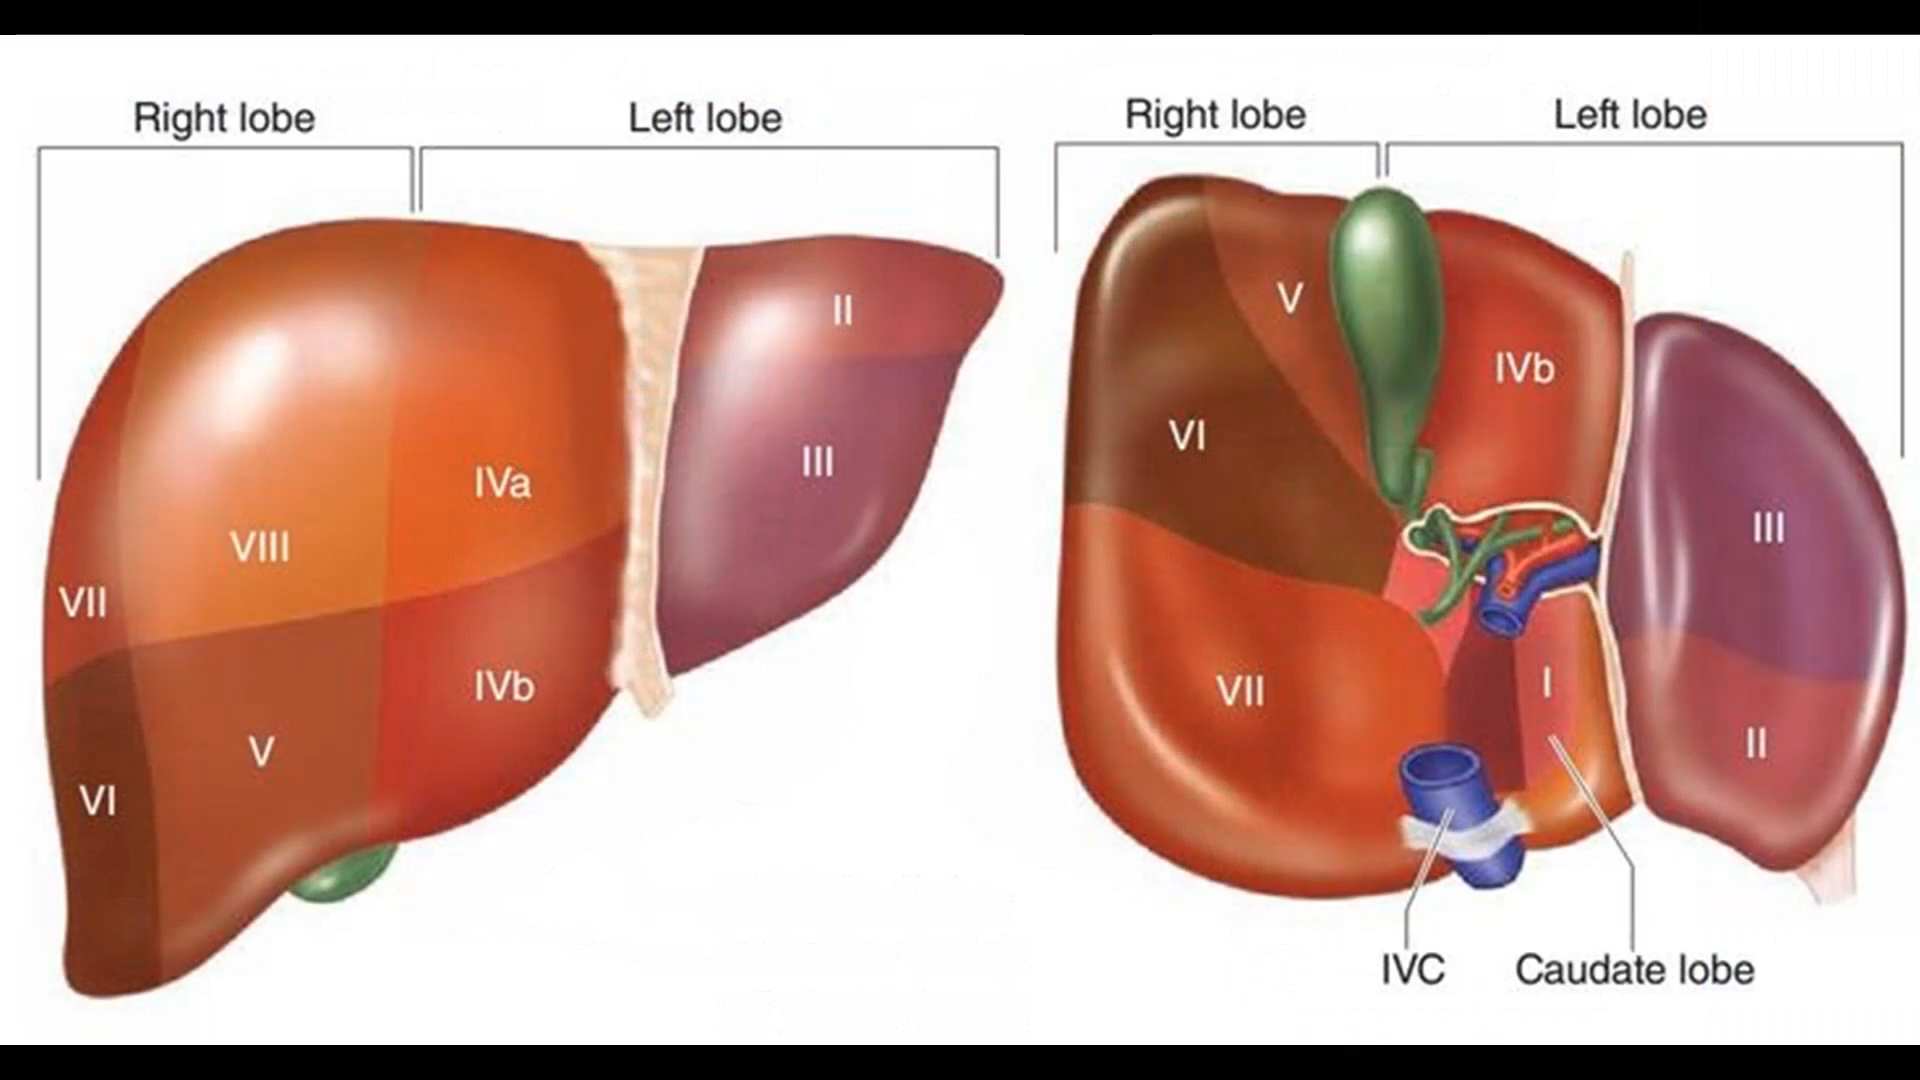 Right lobe
Left lobe
II
III
IVa
VIII
VII
IVb
V
VI
Right lobe
Left lobe
V
IVb
VI
III
I
VII
II
IVC
Caudate lobe